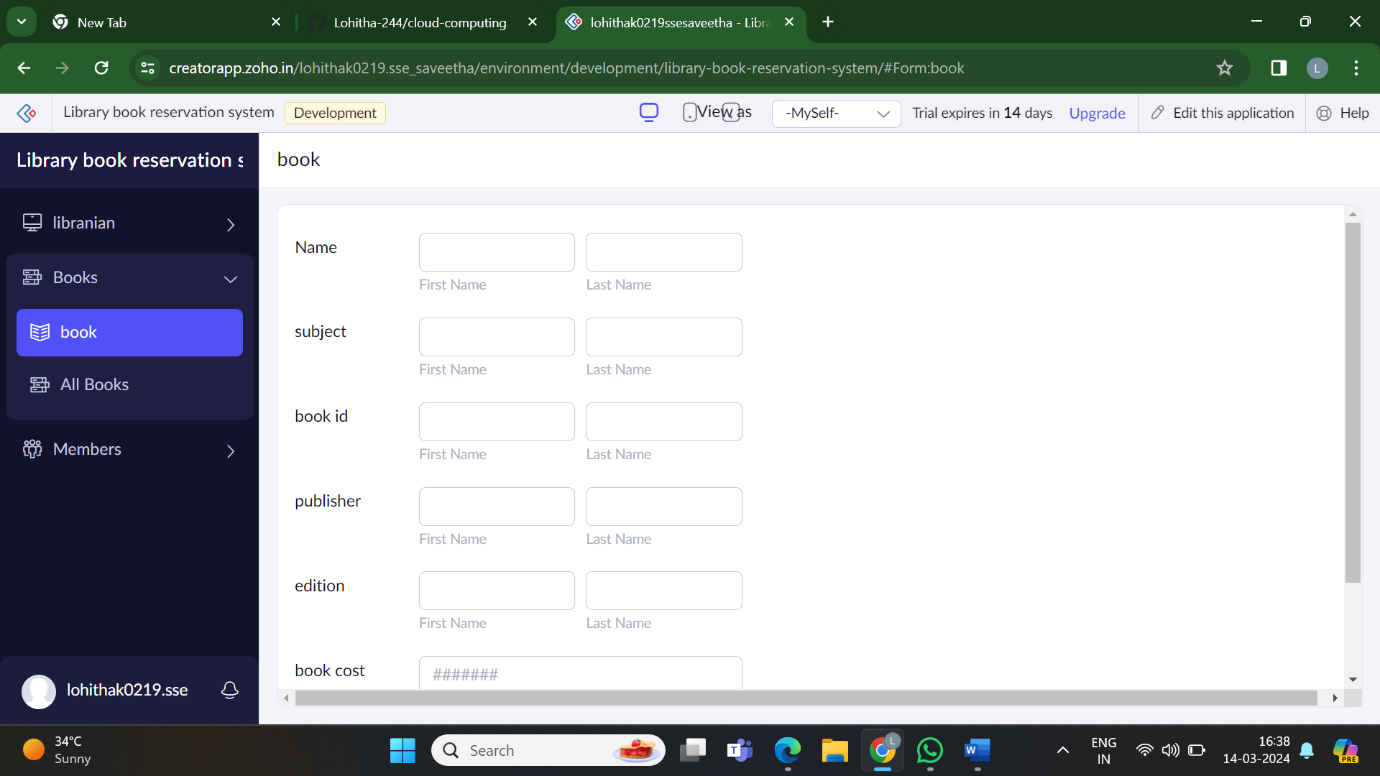 New Tab
Lohitha-244/cloud-computing
lohithak0219ssesaveetha - Libra
creatorapp.zoho.in/lohithak0219.sse_saveetha/environment/development/library-book-reservation-system/#Form:book
L
Library book reservation system
Development
View as
-MySelf-
Trial expires in 14 days
Upgrade
Edit this application
Help
Library book reservation s
book
libranian
Books
book
All Books
Members
lohithak0219.sse
Name
First Name
Last Name
subject
First Name
Last Name
book id
First Name
Last Name
publisher
First Name
Last Name
edition
First Name
Last Name
book cost
#######
34°C
Sunny
Search
ENG
IN
16:38
14-03-2024
PRE